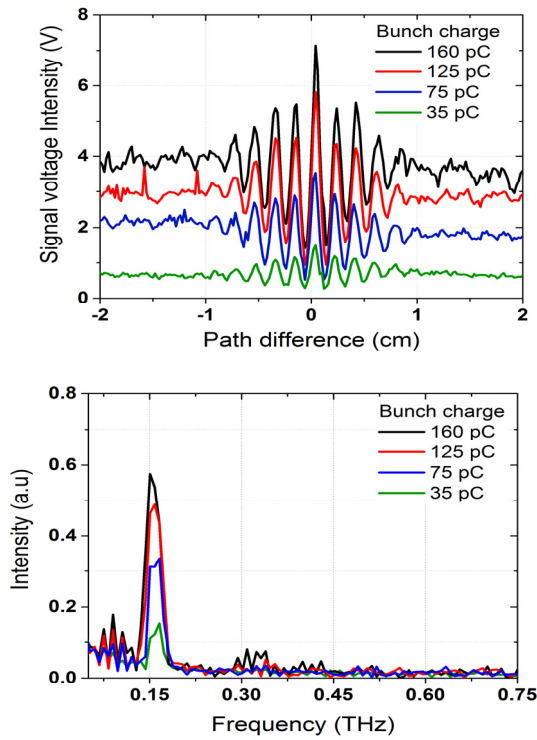 8
6
4
2
0
Signal voltage Intensity (V)
Bunch charge
160 pC
125 pC
75 pC
35 pC
-2
-1
0
1
2
Path difference (cm)
0.8
0.6
0.4
0.2
0.0
Intensity (a.u)
Bunch charge
160 pC
125 pC
75 pC
35 pC
0.15
0.30
0.45
0.60
0.75
Frequency (THz)